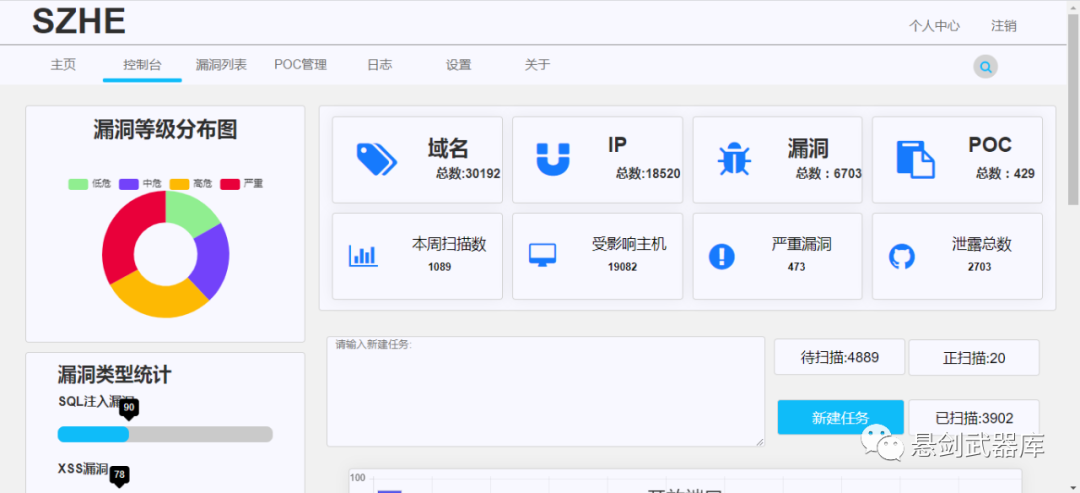 SZHE
个人中心 注销
主页 控制台 漏洞列表 POC管理 日志 设置 关于
漏洞等级分布图
低危 中危 高危 严重
域名
总数:30192
IP
总数:18520
漏洞
总数：6703
POC
总数：429
本周扫描数
1089
受影响主机
19082
严重漏洞
473
泄露总数
2703
漏洞类型统计
SQL注入漏洞
90
XSS漏洞
78
请输入新建任务:
待扫描:4889
正扫描:20
新建任务
已扫描:3902
悬剑武器库
100
开放端口